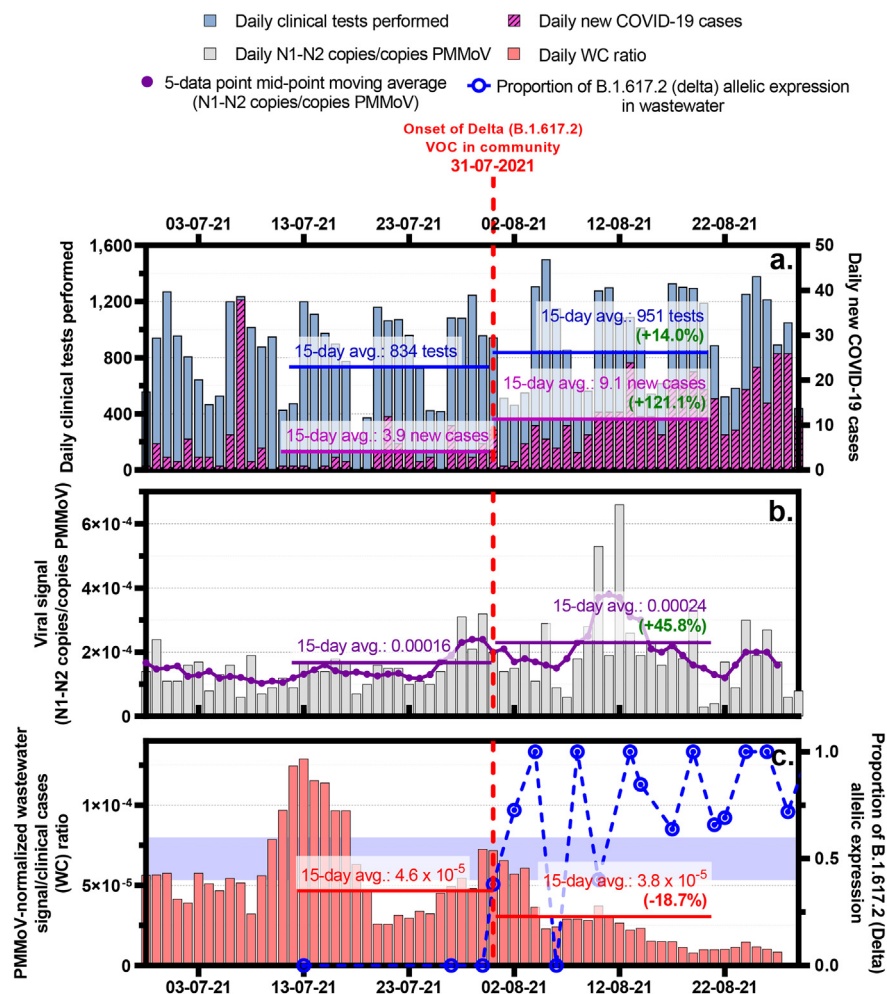 Daily clinical tests performed
Daily new COVID-19 cases
Daily N1-N2 copies/copies PMMoV
Daily WC ratio
5-data point mid-point moving average
(N1-N2 copies/copies PMMoV)
Proportion of B.1.617.2 (delta) allelic expression
in wastewater
Onset of Delta (B.1.617.2)
VOC in community
31-07-2021
03-07-21 13-07-21 23-07-21 02-08-21 12-08-21 22-08-21
a.
Daily clinical tests performed
1,600
1,200
800
400
0
50
40
30
20
10
0
Daily new COVID-19
cases
15-day avg.: 834 tests
15-day avg.: 951 tests
(+14.0%)
15-day avg.: 3.9 new cases
15-day avg.: 9.1 new cases
(+121.1%)
b.
Viral signal
(N1-N2 copies/copies PMMoV)
6×10⁻⁴
4×10⁻⁴
2×10⁻⁴
0
15-day avg.: 0.00016
15-day avg.: 0.00024
(+45.8%)
c.
PMMoV-normalized wastewater
signal/clinical cases
(WC) ratio
1×10⁻⁴
5×10⁻⁵
0
1.0
0.5
0.0
Proportion of B.1.617.2 (Delta)
allelic expression
15-day avg.: 4.6 x 10⁻⁵
15-day avg.: 3.8 x 10⁻⁵
(-18.7%)
03-07-21 13-07-21 23-07-21 02-08-21 12-08-21 22-08-21